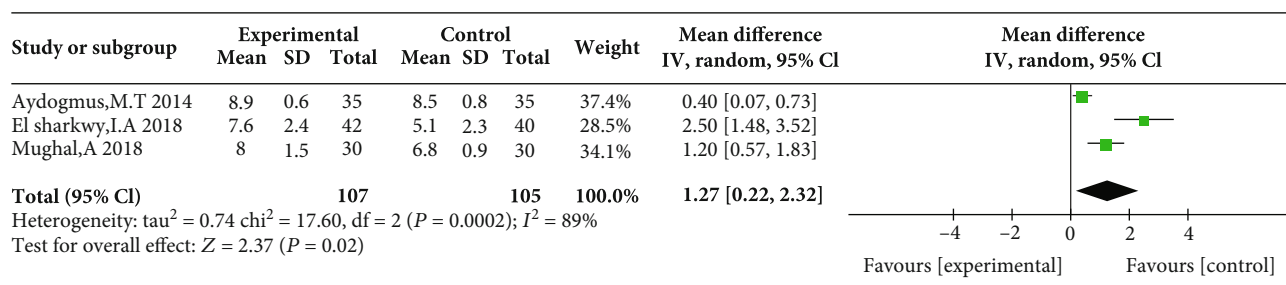 Study or subgroup Experimental Control Weight Mean difference Mean difference
Mean SD Total Mean SD Total IV, random, 95% Cl IV, random, 95% Cl
Aydogmus,M.T 2014 8.9 0.6 35 8.5 0.8 35 37.4% 0.40 [0.07, 0.73]
El sharkwy,I.A 2018 7.6 2.4 42 5.1 2.3 40 28.5% 2.50 [1.48, 3.52]
Mughal,A 2018 8 1.5 30 6.8 0.9 30 34.1% 1.20 [0.57, 1.83]
Total (95% Cl) 107 105 100.0% 1.27 [0.22, 2.32]
Heterogeneity: tau² = 0.74 chi² = 17.60, df = 2 (P = 0.0002); I² = 89%
Test for overall effect: Z = 2.37 (P = 0.02)
−4 −2 0 2 4
Favours [experimental] Favours [control]